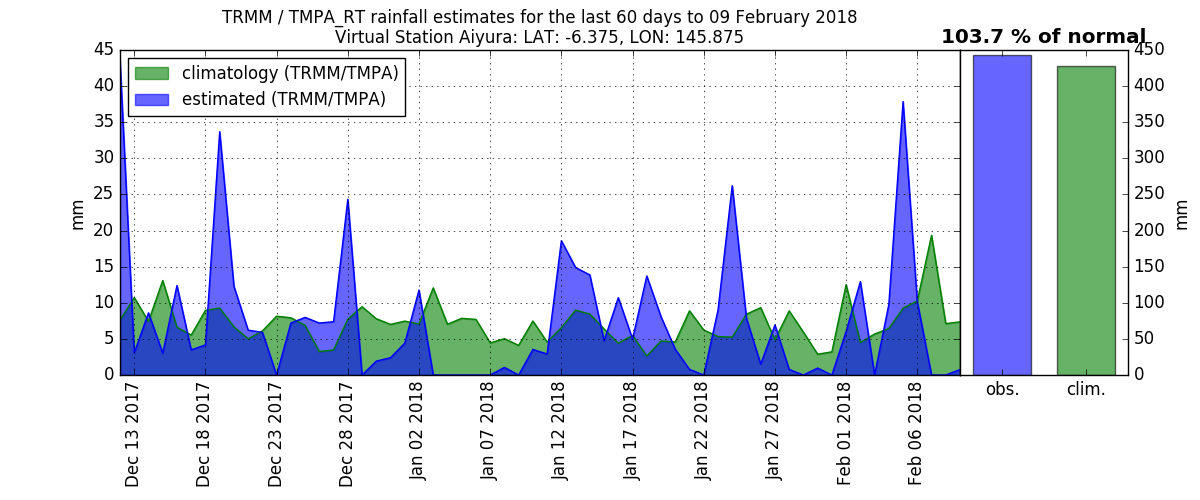 TRMM / TMPA_RT rainfall estimates for the last 60 days to 09 February 2018
Virtual Station Aiyura: LAT: -6.375, LON: 145.875
103.7 % of normal
climatology (TRMM/TMPA)
estimated (TRMM/TMPA)
45
40
35
30
25
20
15
10
5
0
mm
450
400
350
300
250
200
150
100
50
0
mm
obs.
clim.
Dec 13 2017
Dec 18 2017
Dec 23 2017
Dec 28 2017
Jan 02 2018
Jan 07 2018
Jan 12 2018
Jan 17 2018
Jan 22 2018
Jan 27 2018
Feb 01 2018
Feb 06 2018